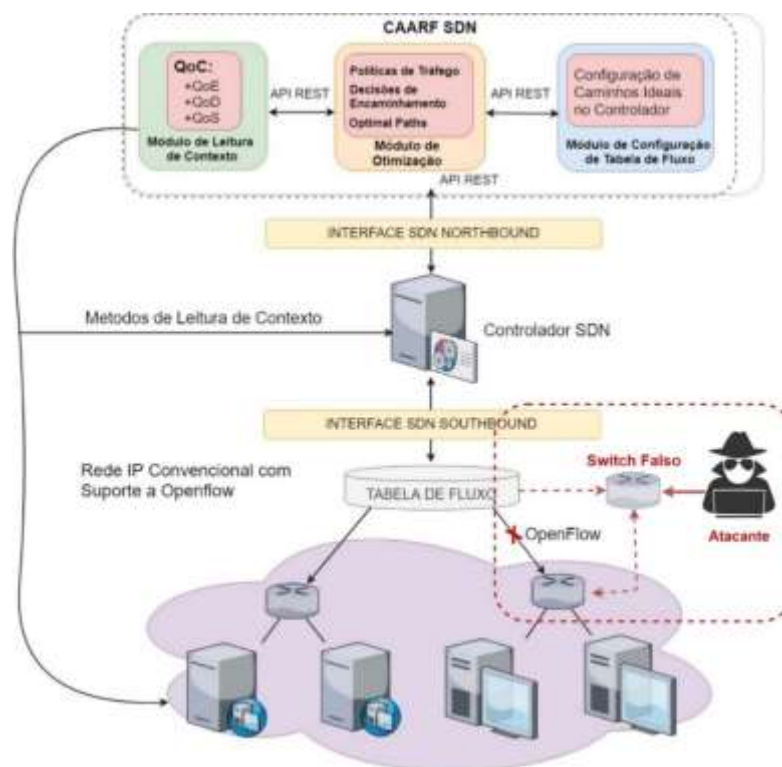 CAARF SDN
QoC:
+QoE
+QoD
+QoS
Módulo de Leitura
de Contexto
API REST
Políticas de Tráfego
Decisões de
Encaminhamento
Optimal Paths
Módulo de
Otimização
API REST
Configuração de
Caminhos Ideais
no Controlador
Módulo de Configuração
de Tabela de Fluxo
API REST
INTERFACE SDN NORTHBOUND
Metodos de Leitura de Contexto
Controlador SDN
INTERFACE SDN SOUTHBOUND
Rede IP Convencional com
Suporte a Openflow
TABELA DE FLUXO
Switch Falso
OpenFlow
Atacante